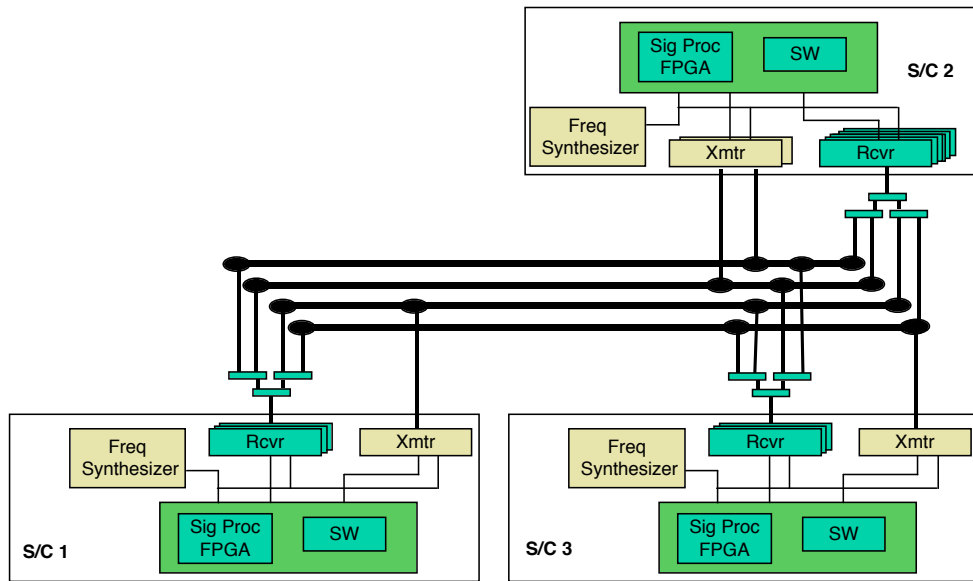 Sig Proc
FPGA
SW
S/C 2
Freq
Synthesizer
Xmtr
Rcvr
Freq
Synthesizer
Rcvr
Xmtr
Sig Proc
FPGA
SW
S/C 1
Freq
Synthesizer
Rcvr
Xmtr
Sig Proc
FPGA
SW
S/C 3